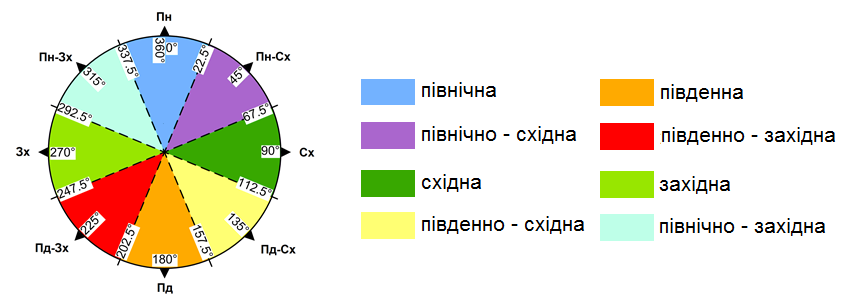 Пн
Пн-Зх
Пн-Сх
337.5°
360°
0°
22.5°
315°
45°
292.5°
67.5°
Зх
270°
90°
Сх
247.5°
112.5°
225°
135°
202.5°
157.5°
Пд-Зх
180°
Пд-Сх
Пд
північна
південна
північно - східна
південно - західна
східна
західна
південно - східна
північно - західна